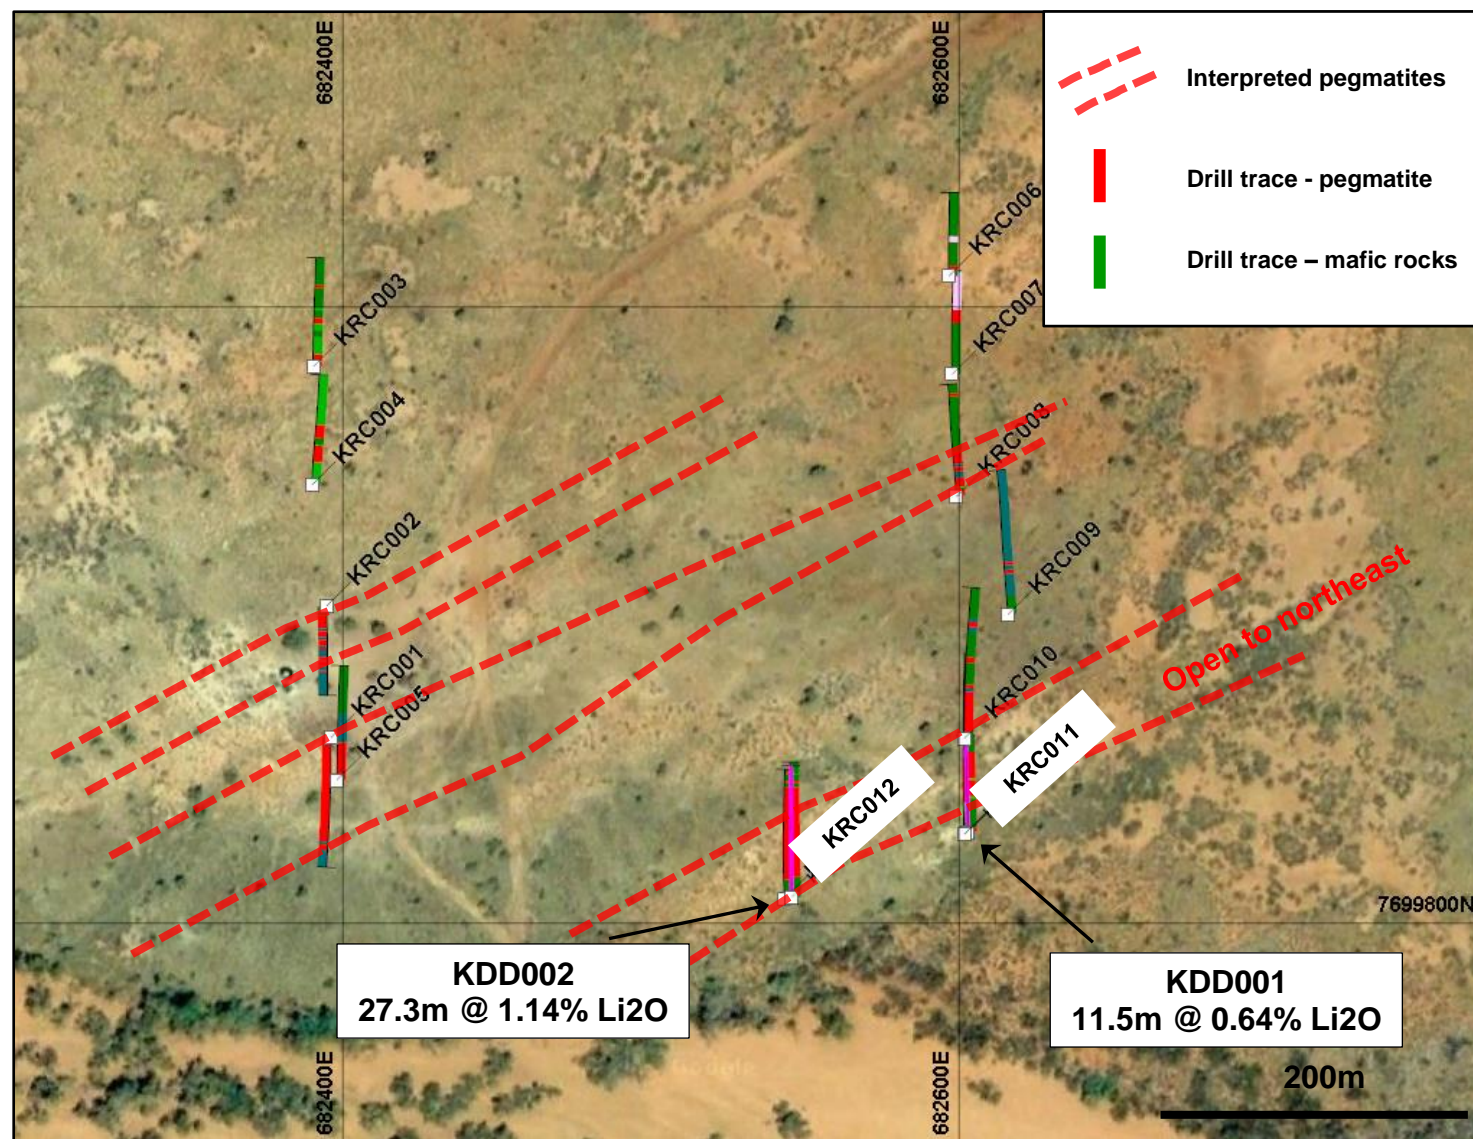 682400E
682600E
Interpreted pegmatites
Drill trace - pegmatite
Drill trace – mafic rocks
KRC006
KRC003
KRC007
KRC004
KRC008
KRC002
KRC009
Open to northeast
KRC001
KRC005
KRC010
KRC011
KRC012
7699800N
KDD002
27.3m @ 1.14% Li2O
KDD001
11.5m @ 0.64% Li2O
Google
200m
682400E
682600E